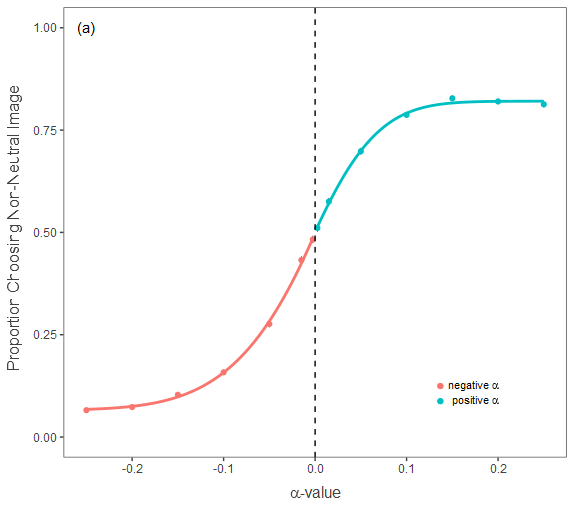 (a)
Proportion Choosing Non-Neutral Image
1.00
0.75
0.50
0.25
0.00
negative α
positive α
-0.2
-0.1
0.0
0.1
0.2
α-value